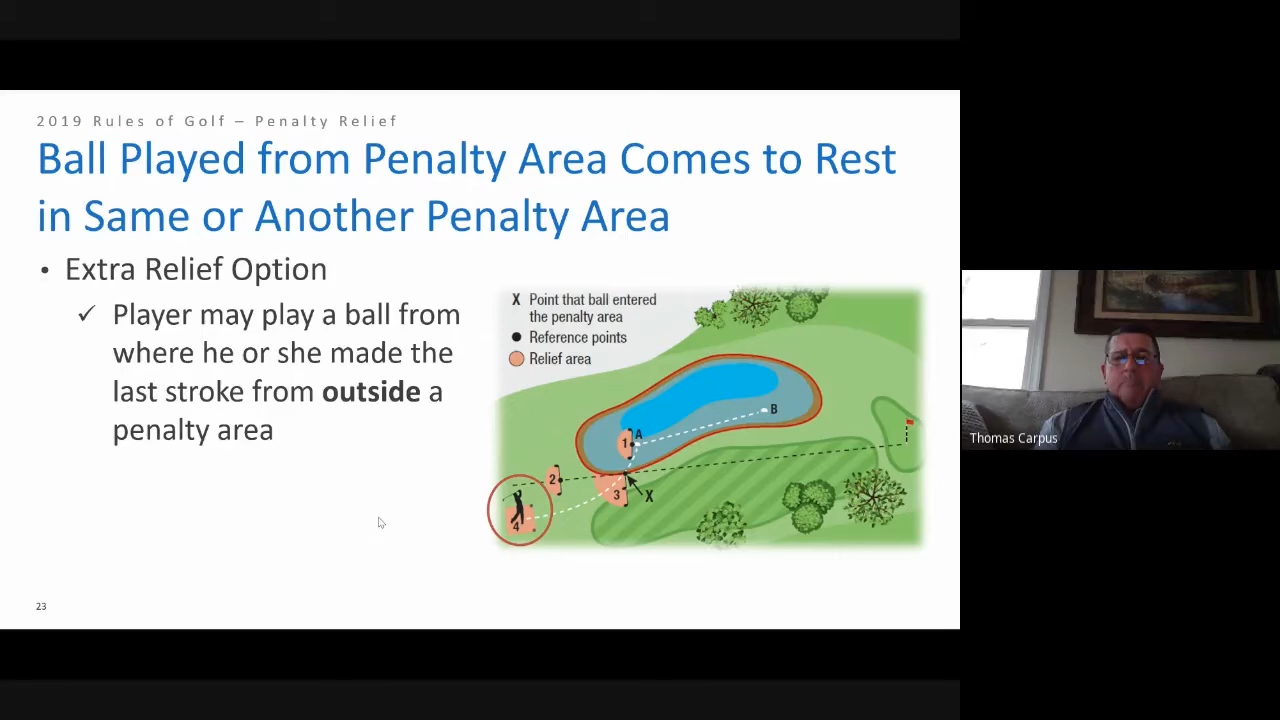 2019 Rules of Golf – Penalty Relief
Ball Played from Penalty Area Comes to Rest
in Same or Another Penalty Area
• Extra Relief Option
✓ Player may play a ball from
where he or she made the
last stroke from outside a
penalty area
X Point that ball entered
the penalty area
Reference points
Relief area
B
A
1
2
3
X
4
Thomas Carpus
23